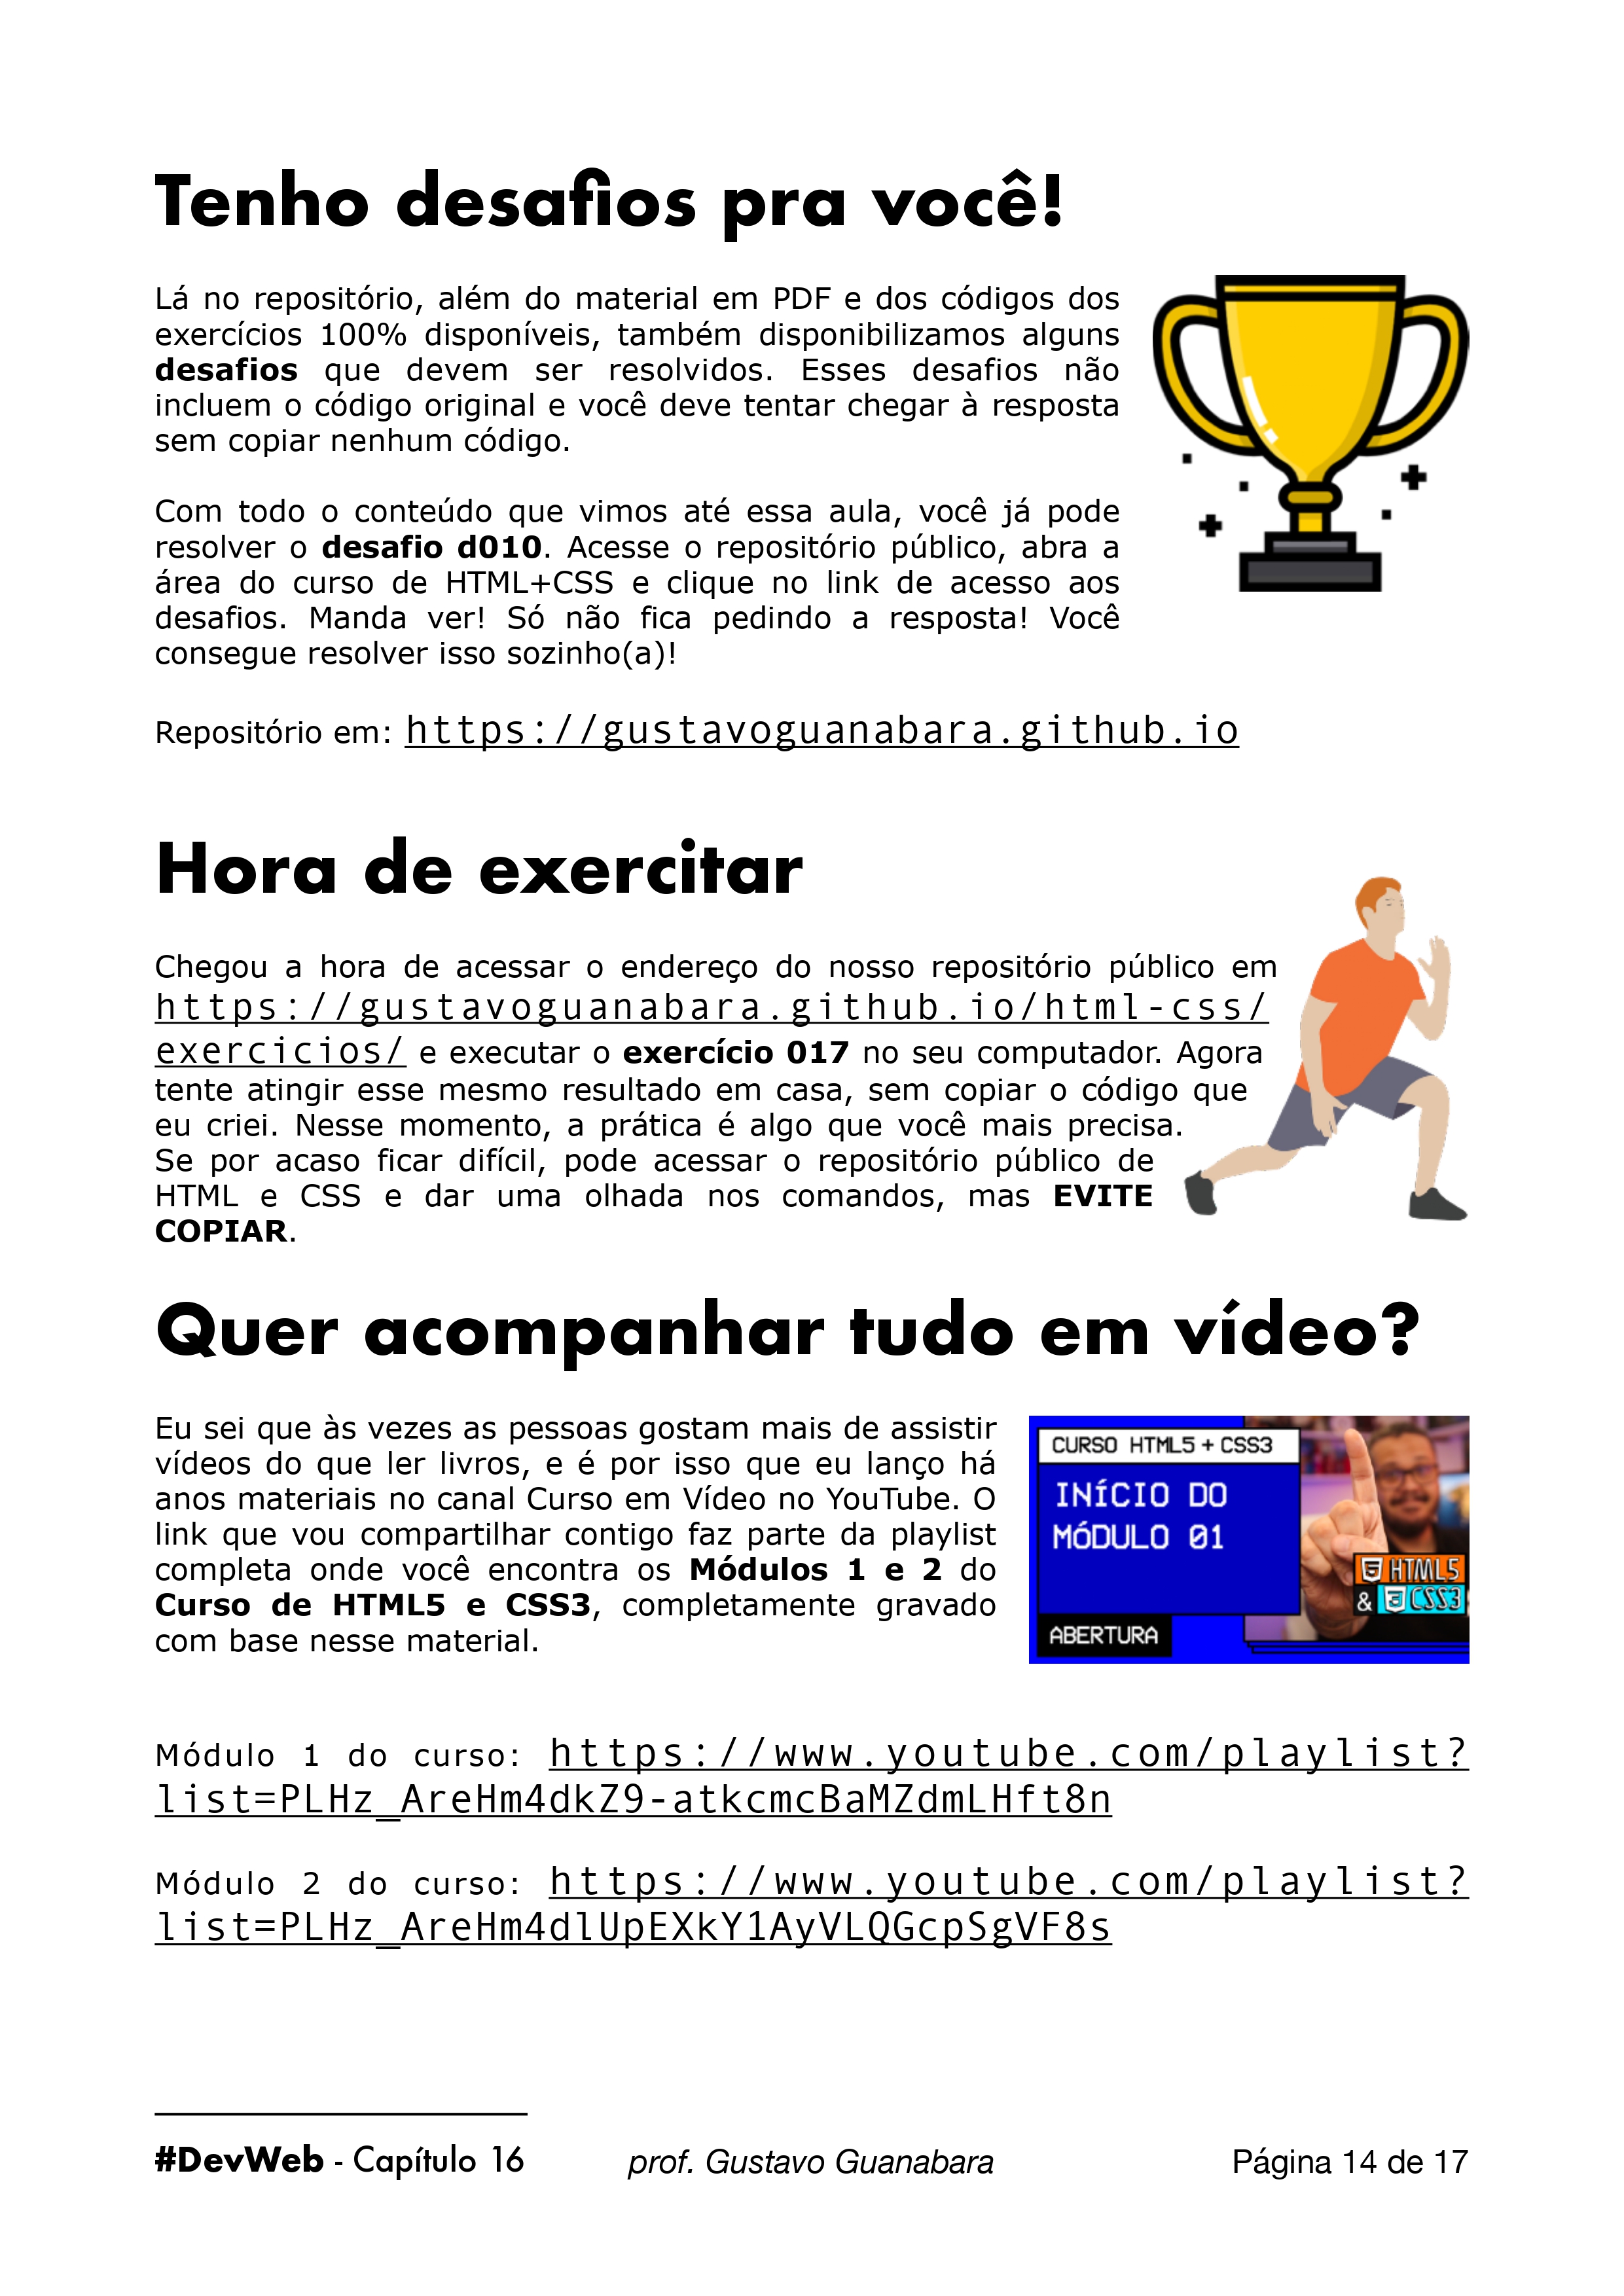 Tenho desafios pra você!
Lá no repositório, além do material em PDF e dos códigos dos
exercícios 100% disponíveis, também disponibilizamos alguns
desafios que devem ser resolvidos. Esses desafios não
incluem o código original e você deve tentar chegar à resposta
sem copiar nenhum código.
Com todo o conteúdo que vimos até essa aula, você já pode
resolver o desafio d010. Acesse o repositório público, abra a
área do curso de HTML+CSS e clique no link de acesso aos
desafios. Manda ver! Só não fica pedindo a resposta! Você
consegue resolver isso sozinho(a)!
Repositório em: https://gustavoguanabara.github.io
Hora de exercitar
Chegou a hora de acessar o endereço do nosso repositório público em
https://gustavoguanabara.github.io/html-css/
exercicios/ e executar o exercício 017 no seu computador. Agora
tente atingir esse mesmo resultado em casa, sem copiar o código que
eu criei. Nesse momento, a prática é algo que você mais precisa.
Se por acaso ficar difícil, pode acessar o repositório público de
HTML e CSS e dar uma olhada nos comandos, mas EVITE
COPIAR.
Quer acompanhar tudo em vídeo?
Eu sei que às vezes as pessoas gostam mais de assistir
vídeos do que ler livros, e é por isso que eu lanço há
anos materiais no canal Curso em Vídeo no YouTube. O
link que vou compartilhar contigo faz parte da playlist
completa onde você encontra os Módulos 1 e 2 do
Curso de HTML5 e CSS3, completamente gravado
com base nesse material.
CURSO HTML5 + CSS3
INÍCIO DO
MÓDULO 01
HTML5
& CSS3
ABERTURA
Módulo 1 do curso: https://www.youtube.com/playlist?
list=PLHz_AreHm4dkZ9-atkcmcBaMZdmLHft8n
Módulo 2 do curso: https://www.youtube.com/playlist?
list=PLHz_AreHm4dlUpEXkY1AyVLQGcpSgVF8s
#DevWeb - Capítulo 16
prof. Gustavo Guanabara
Página 14 de 17